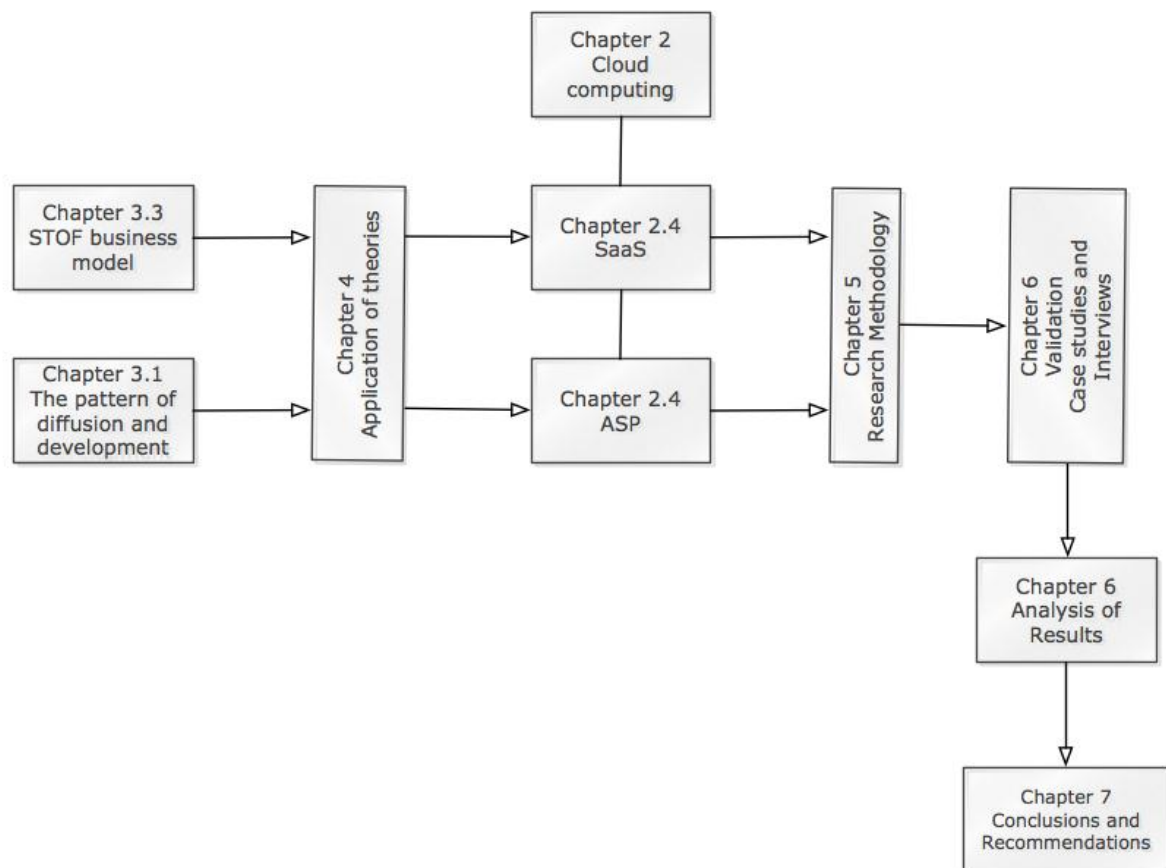 Chapter 2
Cloud
computing
Chapter 3.3
STOF business
model
Chapter 4
Application of theories
Chapter 2.4
SaaS
Chapter 5
Research Methodology
Chapter 6
Validation
Case studies and
Interviews
Chapter 3.1
The pattern of
diffusion and
development
Chapter 2.4
ASP
Chapter 6
Analysis of
Results
Chapter 7
Conclusions and
Recommendations